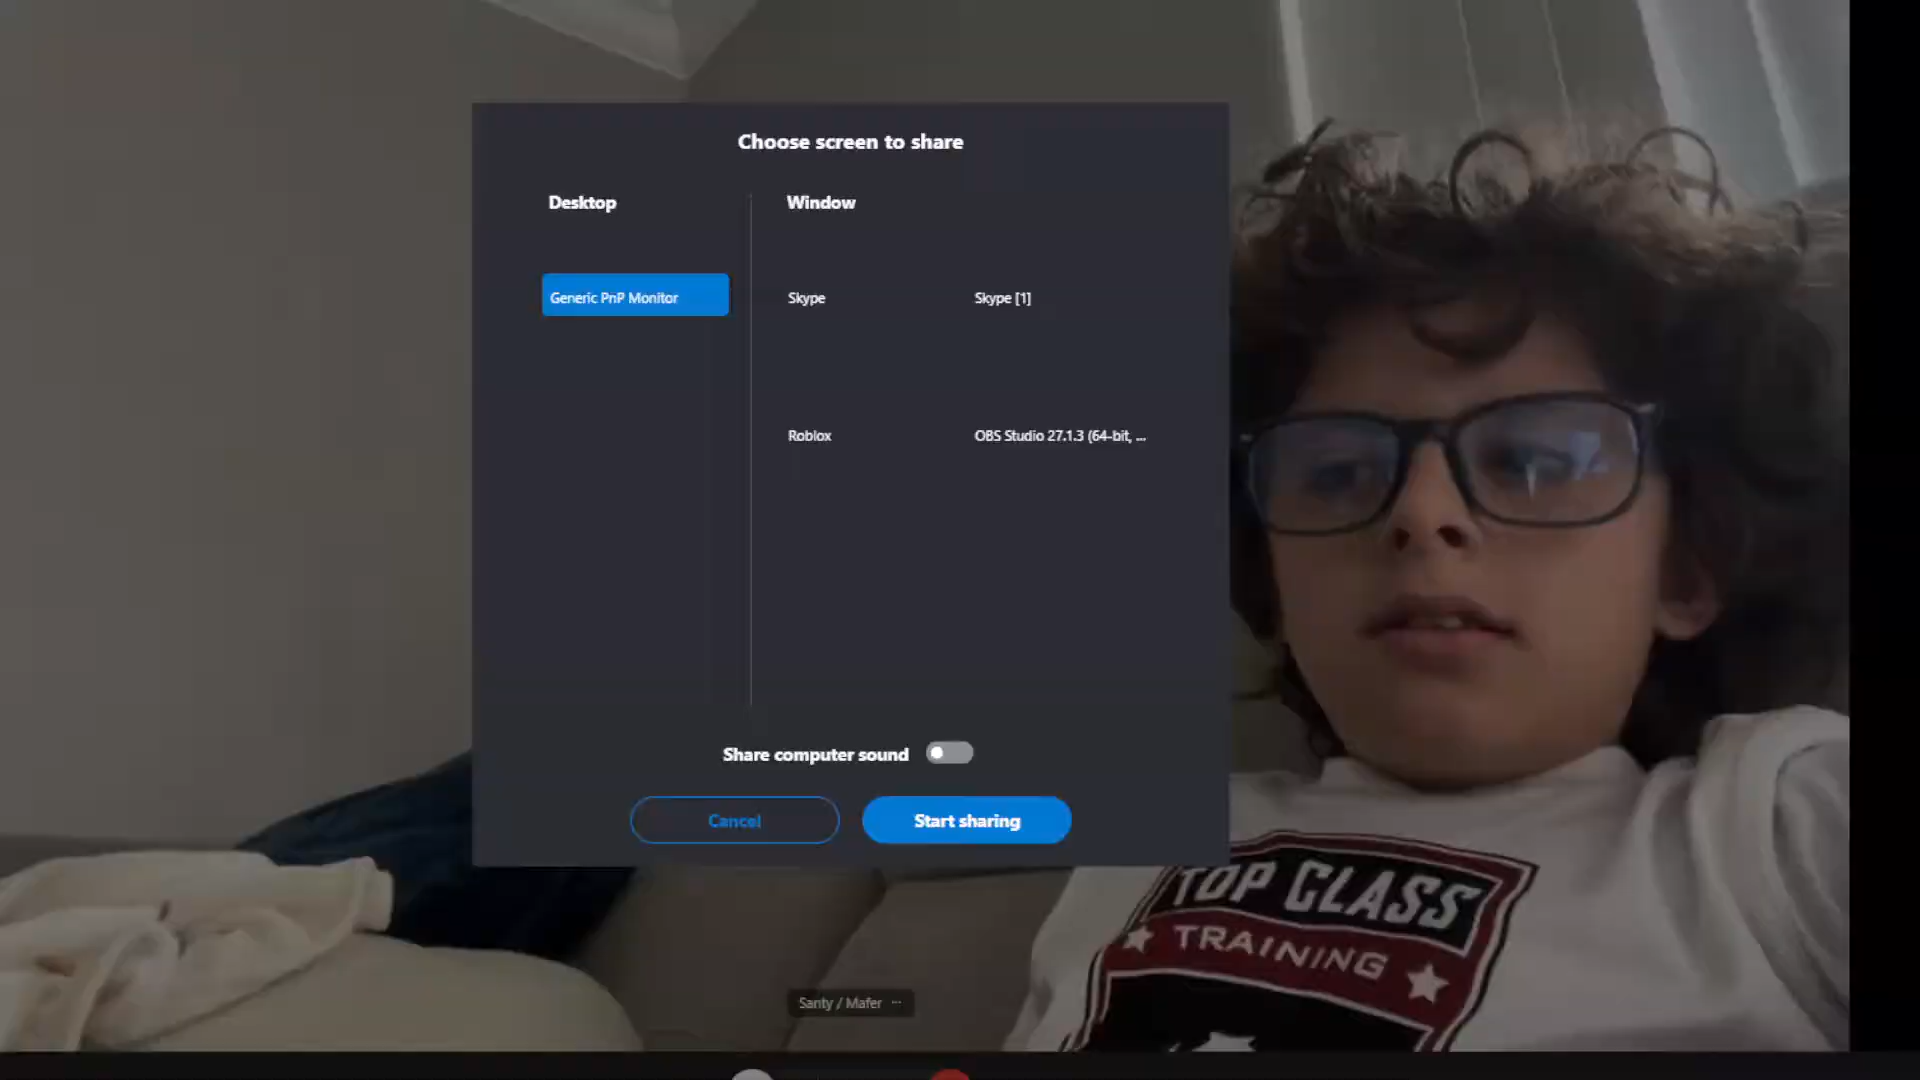 Choose screen to share
Desktop
Window
Generic PnP Monitor
Skype
Skype [1]
Roblox
OBS Studio 27.1.3 (64-bit, ...
Share computer sound
Cancel
Start sharing
TOP CLASS
TRAINING
Santy / Mafer ...